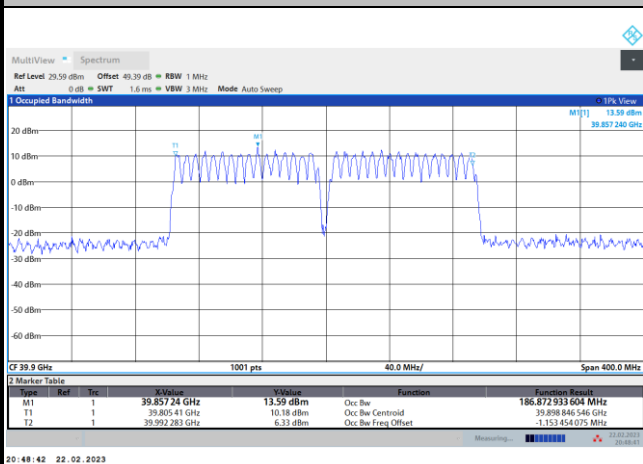 MultiView Spectrum
Ref Level 29.59 dBm Offset 49.39 dB RBW 1 MHz
Att 0 dB SWT 1.6 ms VBW 3 MHz Mode Auto Sweep
1 Occupied Bandwidth 1Pk View
M1[1] 13.59 dBm
39.857 240 GHz
20 dBm
M1
T1
T2
10 dBm
0 dBm
-10 dBm
-20 dBm
-30 dBm
-40 dBm
-50 dBm
-60 dBm
CF 39.9 GHz 1001 pts 40.0 MHz/ Span 400.0 MHz
2 Marker Table
Type Ref Trc X-Value Y-Value Function Function Result
M1 1 39.857 24 GHz 13.59 dBm Occ Bw 186.872 933 604 MHz
T1 1 39.805 41 GHz 10.18 dBm Occ Bw Centroid 39.898 846 546 GHz
T2 1 39.992 283 GHz 6.33 dBm Occ Bw Freq Offset -1.153 454 075 MHz
Measuring... 22.02.2023
20:48:41
20:48:42 22.02.2023